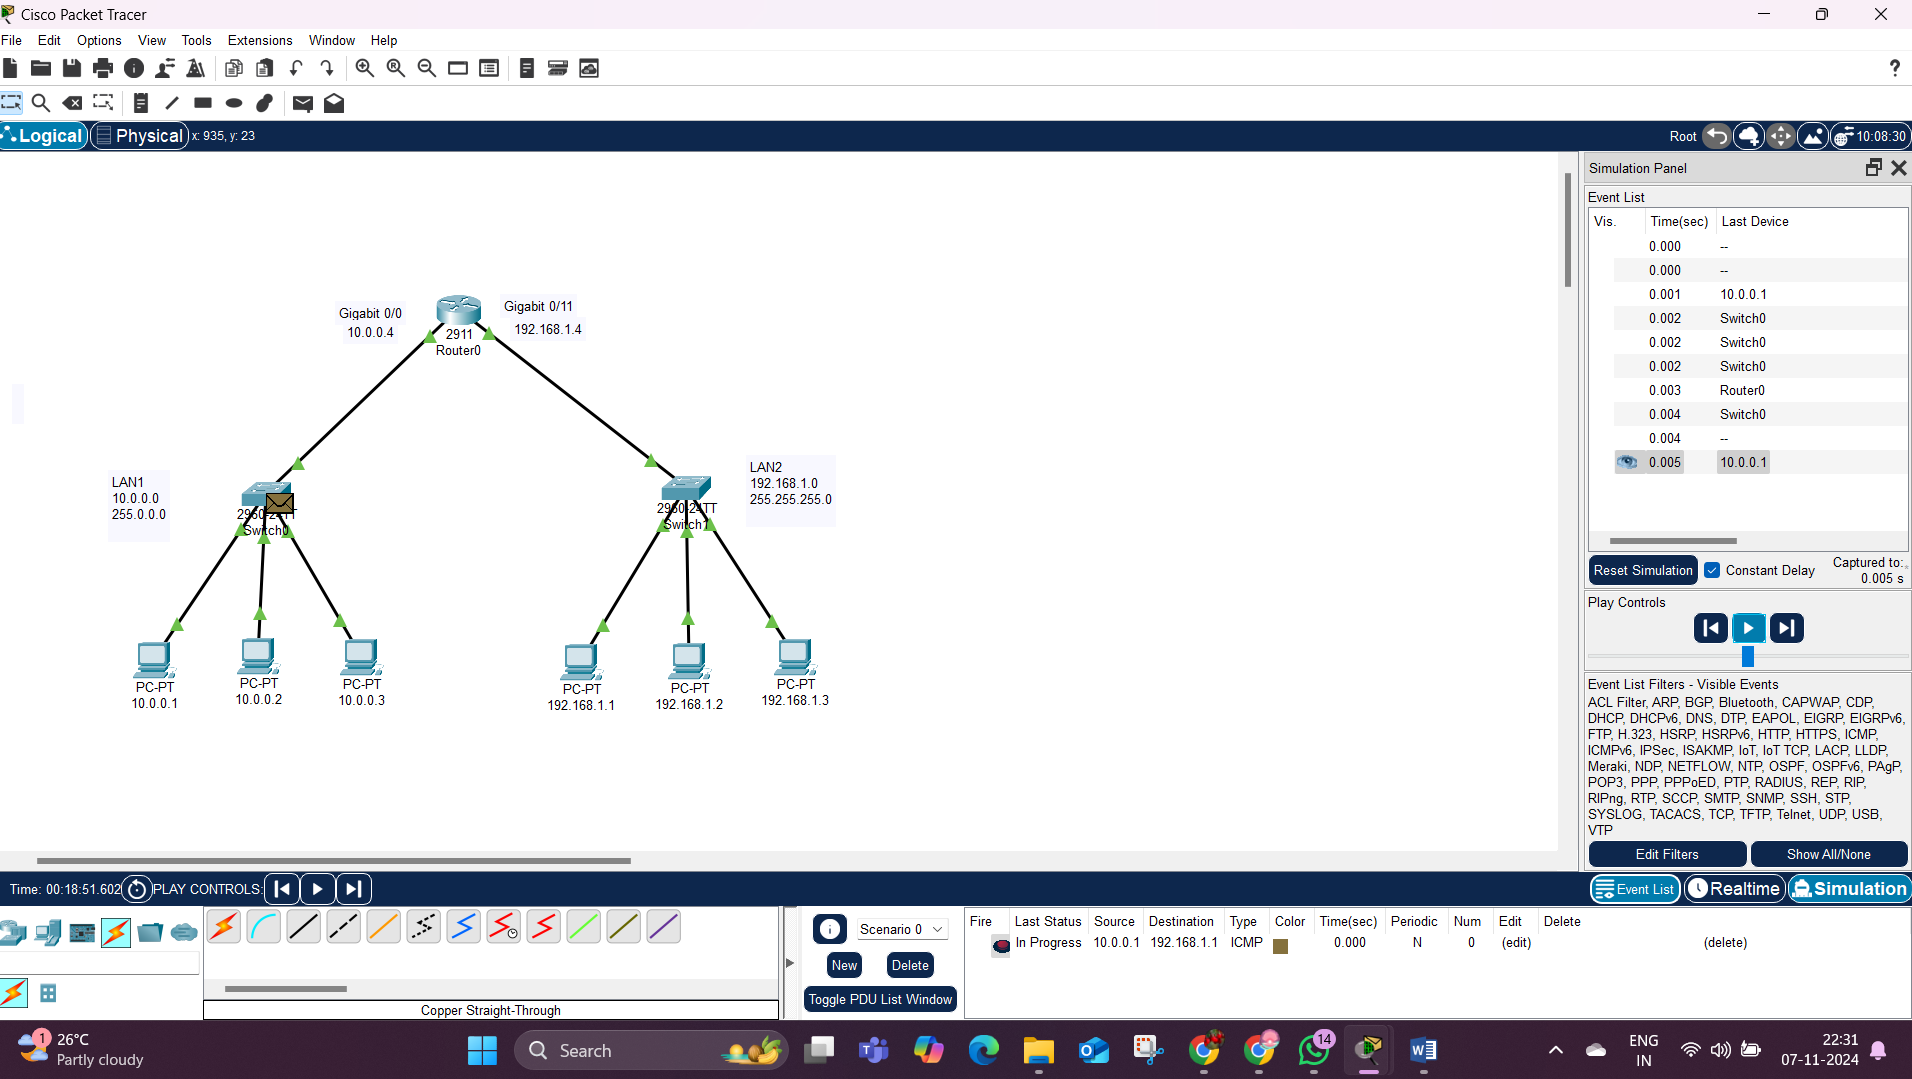 Cisco Packet Tracer
File Edit Options View Tools Extensions Window Help
?
Logical Physical x: 935, y: 23 Root 10:08:30
Simulation Panel
Event List
Vis. Time(sec) Last Device
0.000 --
0.000 --
0.001 10.0.0.1
0.002 Switch0
0.002 Switch0
0.002 Switch0
0.003 Router0
0.004 Switch0
0.004 --
0.005 10.0.0.1
Reset Simulation Constant Delay Captured to:
0.005 s
Play Controls
Event List Filters - Visible Events
ACL Filter, ARP, BGP, Bluetooth, CAPWAP, CDP,
DHCP, DHCPv6, DNS, DTP, EAPOL, EIGRP, EIGRPv6,
FTP, H.323, HSRP, HSRPv6, HTTP, HTTPS, ICMP,
ICMPv6, IPSec, ISAKMP, IoT, IoT TCP, LACP, LLDP,
Meraki, NDP, NETFLOW, NTP, OSPF, OSPFv6, PAgP,
POP3, PPP, PPPoED, PTP, RADIUS, REP, RIP,
RIPng, RTP, SCCP, SMTP, SNMP, SSH, STP,
SYSLOG, TACACS, TCP, TFTP, Telnet, UDP, USB,
VTP
Edit Filters Show All/None
Gigabit 0/0
10.0.0.4
Gigabit 0/11
192.168.1.4
2911
Router0
LAN1
10.0.0.0
255.0.0.0
2960-24TT
Switch0
2960-24TT
Switch1
LAN2
192.168.1.0
255.255.255.0
PC-PT
10.0.0.1
PC-PT
10.0.0.2
PC-PT
10.0.0.3
PC-PT
192.168.1.1
PC-PT
192.168.1.2
PC-PT
192.168.1.3
Time: 00:18:51.602 PLAY CONTROLS: Event List Realtime Simulation
Copper Straight-Through
Scenario 0
New Delete
Toggle PDU List Window
Fire Last Status Source Destination Type Color Time(sec) Periodic Num Edit Delete
In Progress 10.0.0.1 192.168.1.1 ICMP 0.000 N 0 (edit) (delete)
1
26°C
Partly cloudy
Search
14
ENG
IN
22:31
07-11-2024